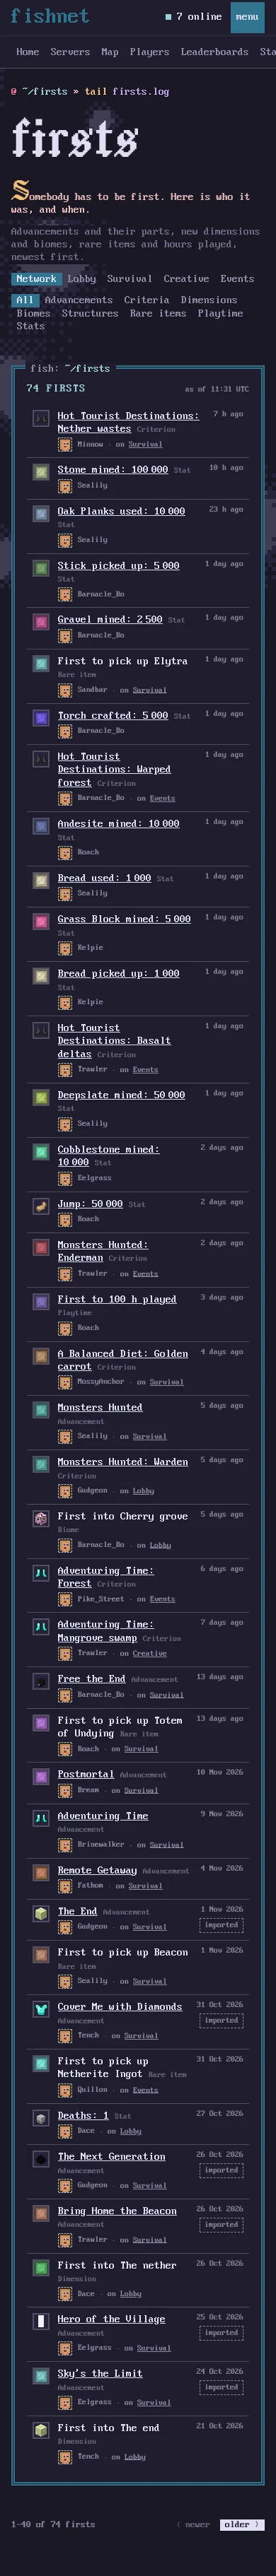 fishnet
7 online
menu
Home Servers Map Players Leaderboards Sta
@ ~/firsts » tail firsts.log
firsts
Somebody has to be first. Here is who it
was, and when.
Advancements and their parts, new dimensions
and biomes, rare items and hours played,
newest first.
Network Lobby Survival Creative Events
All Advancements Criteria Dimensions
Biomes Structures Rare items Playtime
Stats
fish: ~/firsts
74 FIRSTS
as of 11:31 UTC
Hot Tourist Destinations:
Nether wastes Criterion
7 h ago
Minnow · on Survival
Stone mined: 100 000 Stat
10 h ago
Sealily
Oak Planks used: 10 000
Stat
23 h ago
Sealily
Stick picked up: 5 000
Stat
1 day ago
Barnacle_Bo
Gravel mined: 2 500 Stat
1 day ago
Barnacle_Bo
First to pick up Elytra
Rare item
1 day ago
Sandbar · on Survival
Torch crafted: 5 000 Stat
1 day ago
Barnacle_Bo
Hot Tourist
Destinations: Warped
forest Criterion
1 day ago
Barnacle_Bo · on Events
Andesite mined: 10 000
Stat
1 day ago
Roach
Bread used: 1 000 Stat
1 day ago
Sealily
Grass Block mined: 5 000
Stat
1 day ago
Kelpie
Bread picked up: 1 000
Stat
1 day ago
Kelpie
Hot Tourist
Destinations: Basalt
deltas Criterion
1 day ago
Trawler · on Events
Deepslate mined: 50 000
Stat
1 day ago
Sealily
Cobblestone mined:
10 000 Stat
2 days ago
Eelgrass
Jump: 50 000 Stat
2 days ago
Roach
Monsters Hunted:
Enderman Criterion
2 days ago
Trawler · on Events
First to 100 h played
Playtime
3 days ago
Roach
A Balanced Diet: Golden
carrot Criterion
4 days ago
MossyAnchor · on Survival
Monsters Hunted
Advancement
5 days ago
Sealily · on Survival
Monsters Hunted: Warden
Criterion
5 days ago
Gudgeon · on Lobby
First into Cherry grove
Biome
5 days ago
Barnacle_Bo · on Lobby
Adventuring Time:
Forest Criterion
6 days ago
Pike_Street · on Events
Adventuring Time:
Mangrove swamp Criterion
7 days ago
Trawler · on Creative
Free the End Advancement
13 days ago
Barnacle_Bo · on Survival
First to pick up Totem
of Undying Rare item
13 days ago
Roach · on Survival
Postmortal Advancement
10 Nov 2026
Bream · on Survival
Adventuring Time
Advancement
9 Nov 2026
Brinewalker · on Survival
Remote Getaway Advancement
4 Nov 2026
Fathom · on Survival
The End Advancement
1 Nov 2026
Gudgeon · on Survival
imported
First to pick up Beacon
Rare item
1 Nov 2026
Sealily · on Survival
Cover Me with Diamonds
Advancement
31 Oct 2026
imported
Tench · on Survival
First to pick up
Netherite Ingot Rare item
31 Oct 2026
Quillon · on Events
Deaths: 1 Stat
27 Oct 2026
Dace · on Lobby
The Next Generation
Advancement
26 Oct 2026
imported
Gudgeon · on Survival
Bring Home the Beacon
Advancement
26 Oct 2026
imported
Trawler · on Survival
First into The nether
Dimension
26 Oct 2026
Dace · on Lobby
Hero of the Village
Advancement
25 Oct 2026
imported
Eelgrass · on Survival
Sky's the Limit
Advancement
24 Oct 2026
imported
Eelgrass · on Survival
First into The end
Dimension
21 Oct 2026
Tench · on Lobby
1-40 of 74 firsts
⟨ newer
older ⟩